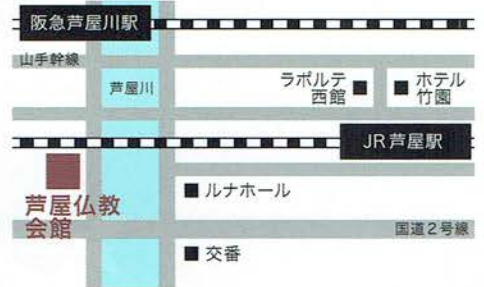 阪急芦屋川駅
山手幹線
芦屋川
ラポルテ
西館
ホテル
竹園
JR芦屋駅
芦屋仏教
会館
ルナホール
国道2号線
交番